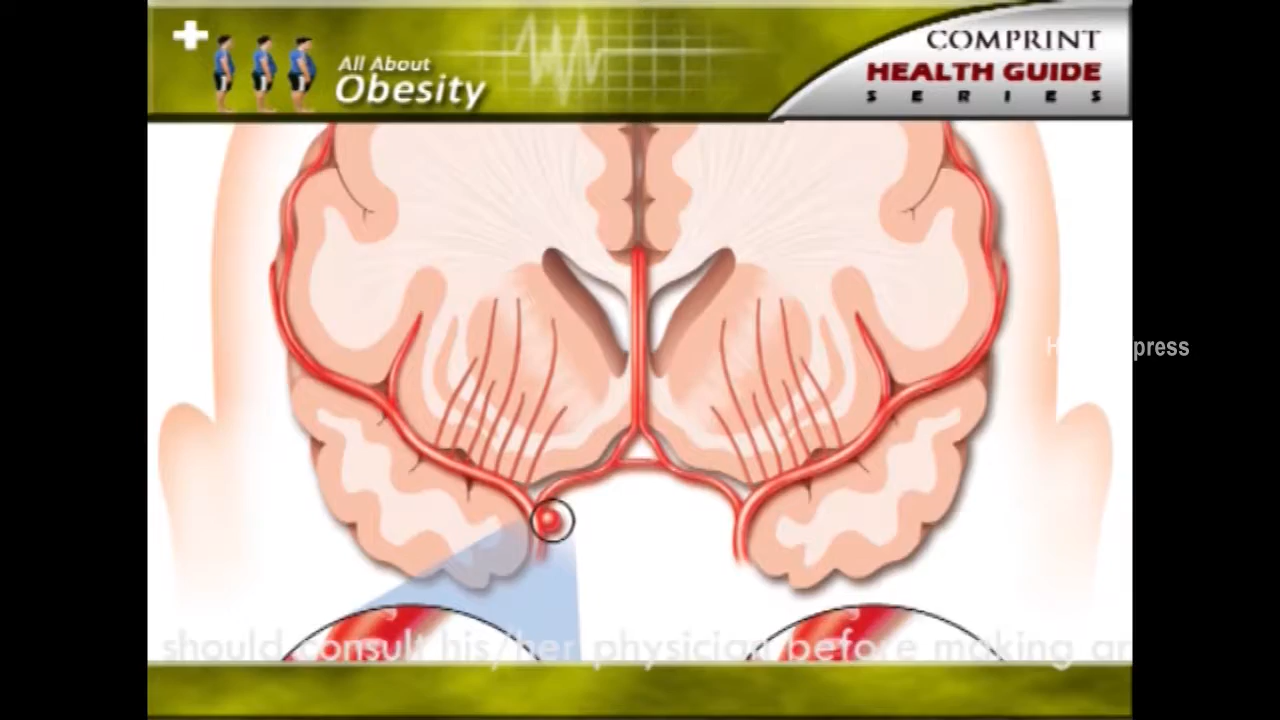 All About
Obesity
COMPRINT
HEALTH GUIDE
SERIES
press
should consult his/her physician before making